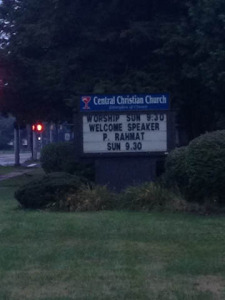 Central Christian Church
WORSHIP SUN 9:30
WELCOME SPEAKER
P. RAHMAT
SUN 9.30